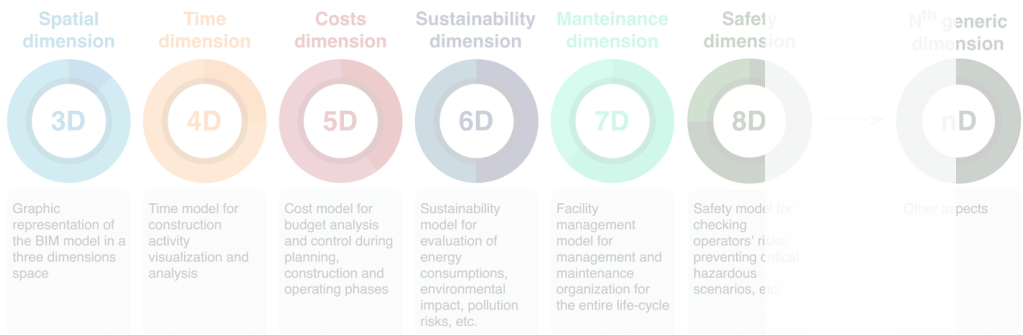 Spatial
dimension
3D
Graphic
representation of
the BIM model in a
three dimensions
space
Time
dimension
4D
Time model for
construction
activity
visualization and
analysis
Costs
dimension
5D
Cost model for
budget analysis
and control during
planning,
construction and
operating phases
Sustainability
dimension
6D
Sustainability
model for
evaluation of
energy
consumptions,
environmental
impact, pollution
risks, etc.
Manteinance
dimension
7D
Facility
management
model for
management and
maintenance
organization for
the entire life-cycle
Safety
dimension
8D
Safety model for
checking
operators' risks,
preventing critical
hazardous
scenarios, etc.
Nth generic
dimension
nD
Other aspects